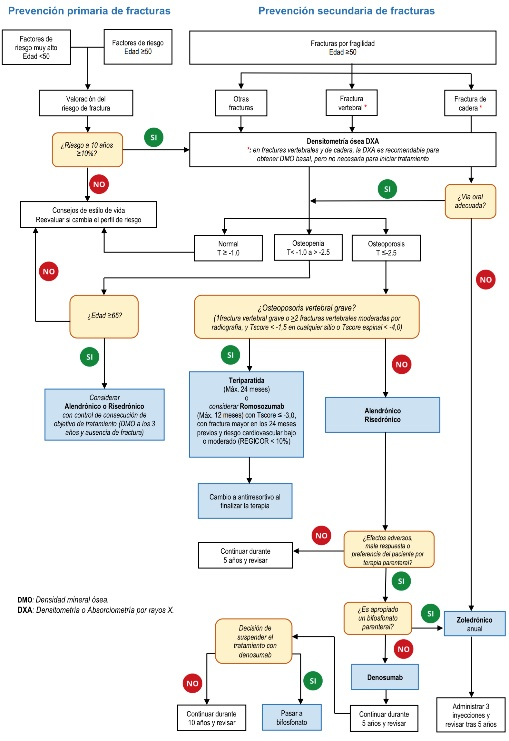 Prevención primaria de fracturas
Prevención secundaria de fracturas
Factores de
riesgo muy alto
Edad <50
Factores de riesgo
Edad ≥50
Fracturas por fragilidad
Edad ≥50
Valoración del
riesgo de fractura
Otras
fracturas
Fractura
vertebral *
Fractura
de cadera *
¿Riesgo a 10 años
≥10%?
SI
Densitometría ósea DXA
*: en fracturas vertebrales y de cadera, la DXA es recomendable para
obtener DMO basal, pero no necesaria para iniciar tratamiento
NO
SI
¿Vía oral
adecuada?
Consejos de estilo de vida
Reevaluar si cambia el perfil de riesgo
Normal
T ≥ -1.0
Osteopenia
T< -1.0 a > -2.5
Osteoporosis
T ≤-2.5
NO
NO
¿Edad ≥65?
¿Osteoporosis vertebral grave?
(1fractura vertebral grave o ≥2 fracturas vertebrales moderadas por
radiografía, y Tscore < -1,5 en cualquier sitio o Tscore espinal < -4,0)
SI
SI
NO
Considerar
Alendrónico o Risedrónico
con control de consecución de
objetivo de tratamiento (DMO a los 3
años y ausencia de fractura)
Teriparatida
(Máx. 24 meses)
o
considerar Romosozumab
(Máx. 12 meses) con Tscore ≤ -3,0,
con fractura mayor en los 24 meses
previos y riesgo cardiovascular bajo
o moderado (REGICOR < 10%)
Alendrónico
Risedrónico
Cambio a antirresortivo al
finalizar la terapia
NO
¿Efectos adversos,
mala respuesta o
preferencia del paciente por
terapia parenteral?
Continuar durante
5 años y revisar
SI
DMO: Densidad mineral ósea.
DXA: Densitometría o Absorciometría por rayos X.
¿Es apropiado
un bifosfonato
parenteral?
SI
Zoledrónico
anual
Decisión de
suspender el
tratamiento con
denosumab
NO
Denosumab
NO
SI
Continuar durante
10 años y revisar
Pasar a
bifosfonato
Continuar durante
5 años y revisar
Administrar 3
inyecciones y
revisar tras 5 años